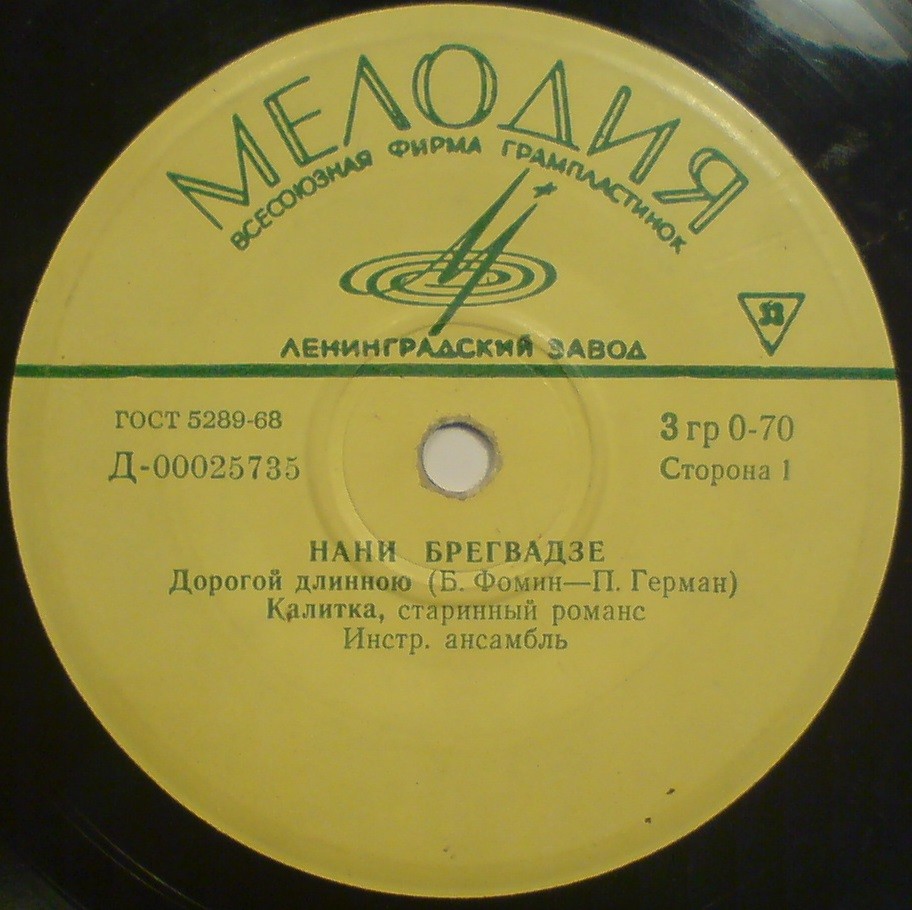 МЕЛОДИЯ
ВСЕСОЮЗНАЯ ФИРМА ГРАМПЛАСТИНОК
ЛЕНИНГРАДСКИЙ ЗАВОД
ГОСТ 5289-68
Д-00025735
3 гр 0-70
Сторона 1
НАНИ БРЕГВАДЗЕ
Дорогой длинною (Б. Фомин—П. Герман)
Калитка, старинный романс
Инстр. ансамбль